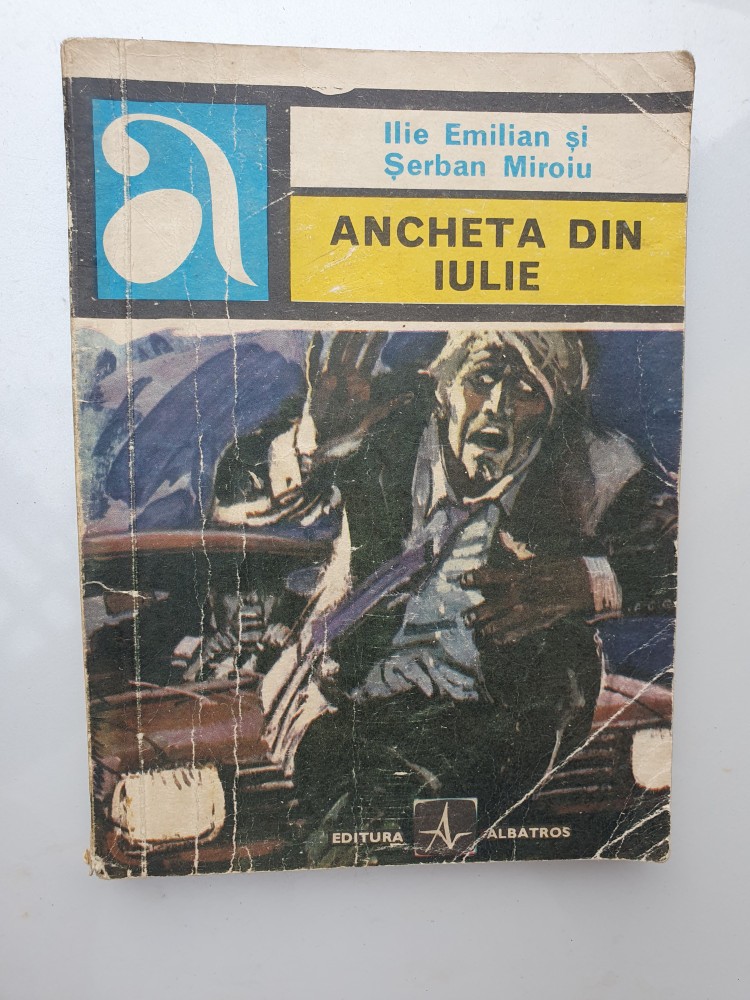 a
Ilie Emilian și
Șerban Miroiu
ANCHETA DIN
IULIE
EDITURA ALBATROS